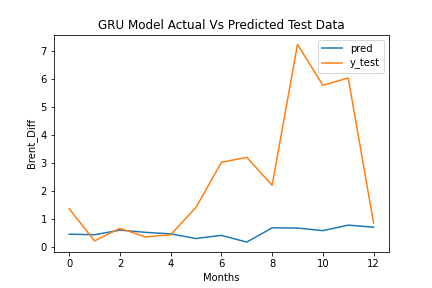 GRU Model Actual Vs Predicted Test Data
pred
y_test
7
6
5
4
3
2
1
0
Brent_Diff
0 2 4 6 8 10 12
Months